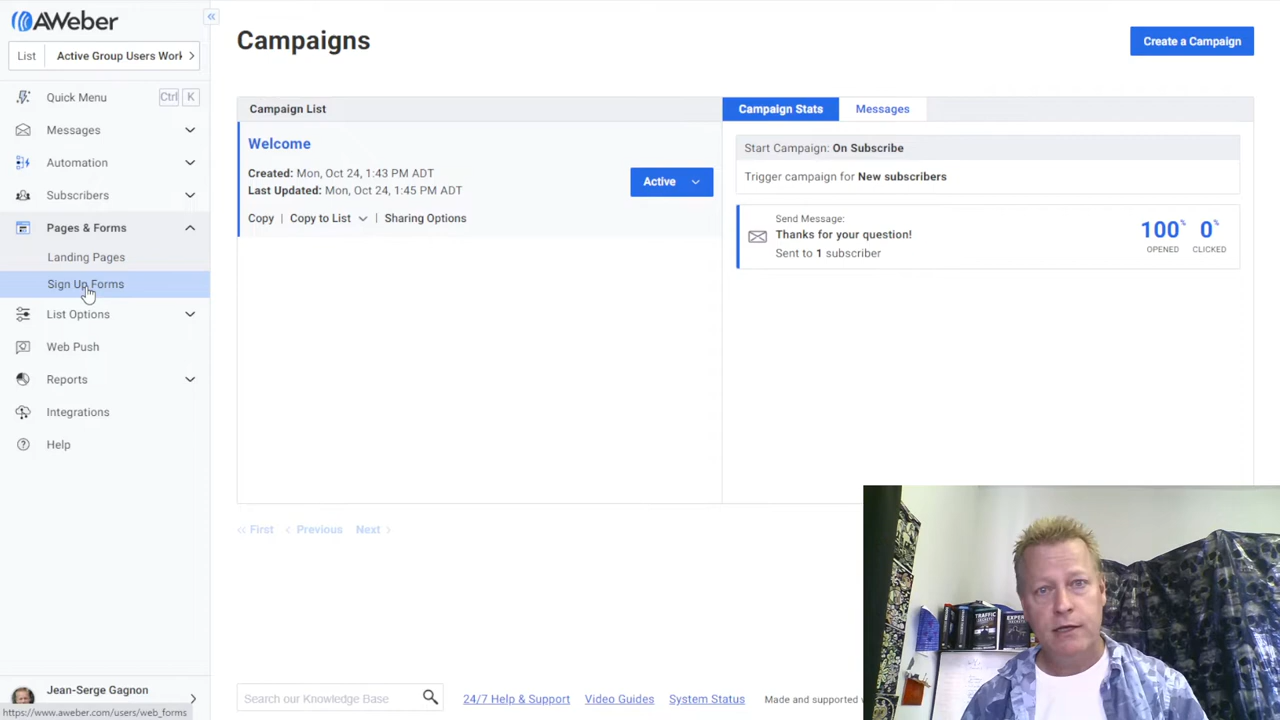 AWeber
List Active Group Users Work
Quick Menu Ctrl K
Messages
Automation
Subscribers
Pages & Forms
Landing Pages
Sign Up Forms
List Options
Web Push
Reports
Integrations
Help
Jean-Serge Gagnon
https://www.aweber.com/users/web_forms
Campaigns
Create a Campaign
Campaign List
Welcome
Created: Mon, Oct 24, 1:43 PM ADT
Last Updated: Mon, Oct 24, 1:45 PM ADT
Active
Copy | Copy to List | Sharing Options
Campaign Stats Messages
Start Campaign: On Subscribe
Trigger campaign for New subscribers
Send Message:
Thanks for your question!
Sent to 1 subscriber
100% 0%
OPENED CLICKED
« First ‹ Previous Next ›
TRAFFIC
SECRETS
EXPERT
Search our Knowledge Base
24/7 Help & Support Video Guides System Status Made and supported